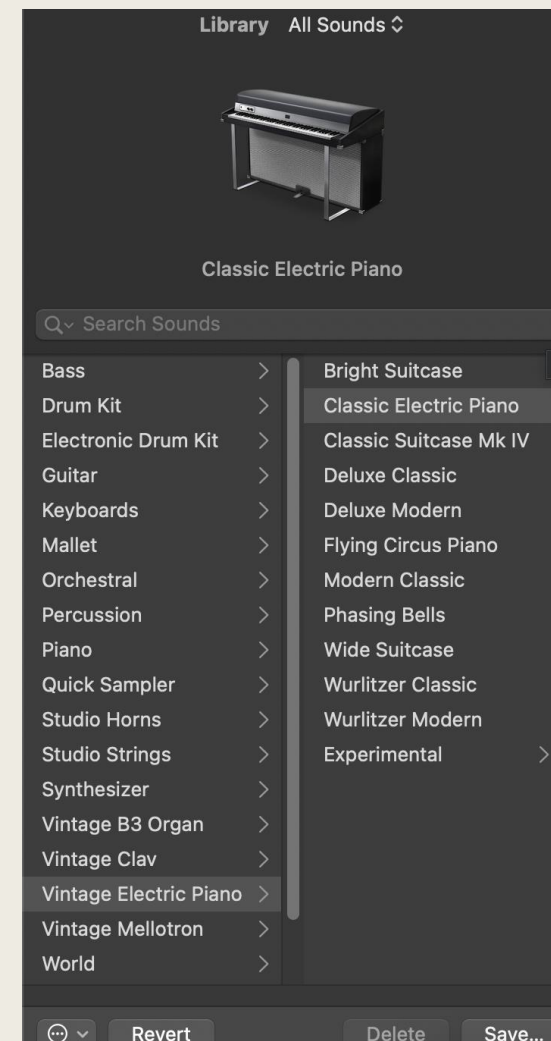 Library All Sounds
Classic Electric Piano
Search Sounds
Bass
Drum Kit
Electronic Drum Kit
Guitar
Keyboards
Mallet
Orchestral
Percussion
Piano
Quick Sampler
Studio Horns
Studio Strings
Synthesizer
Vintage B3 Organ
Vintage Clav
Vintage Electric Piano
Vintage Mellotron
World
Bright Suitcase
Classic Electric Piano
Classic Suitcase Mk IV
Deluxe Classic
Deluxe Modern
Flying Circus Piano
Modern Classic
Phasing Bells
Wide Suitcase
Wurlitzer Classic
Wurlitzer Modern
Experimental
Revert Delete Save...